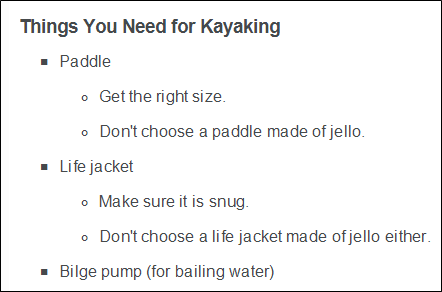 Things You Need for Kayaking
Paddle
Get the right size.
Don't choose a paddle made of jello.
Life jacket
Make sure it is snug.
Don't choose a life jacket made of jello either.
Bilge pump (for bailing water)